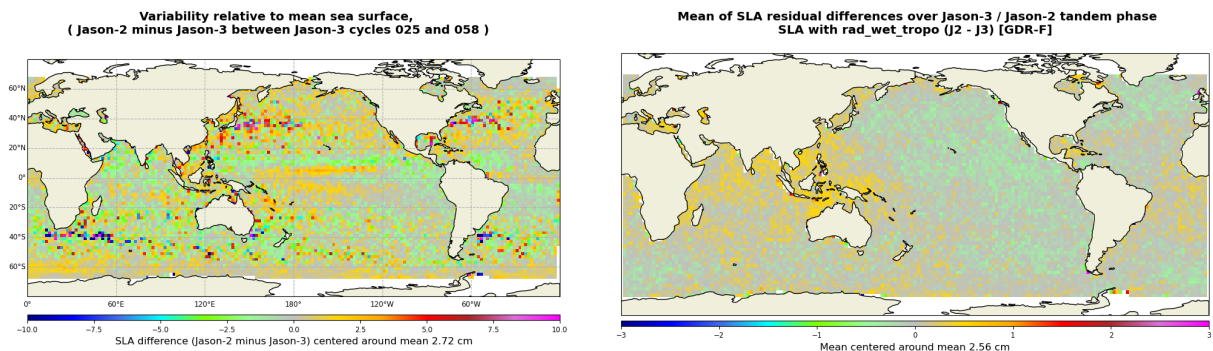 Variability relative to mean sea surface,
( Jason-2 minus Jason-3 between Jason-3 cycles 025 and 058 )
60°N
40°N
20°N
0°
20°S
40°S
60°S
0° 60°E 120°E 180° 120°W 60°W
−10.0 −7.5 −5.0 −2.5 0.0 2.5 5.0 7.5 10.0
SLA difference (Jason-2 minus Jason-3) centered around mean 2.72 cm
Mean of SLA residual differences over Jason-3 / Jason-2 tandem phase
SLA with rad_wet_tropo (J2 - J3) [GDR-F]
−3 −2 −1 0 1 2 3
Mean centered around mean 2.56 cm